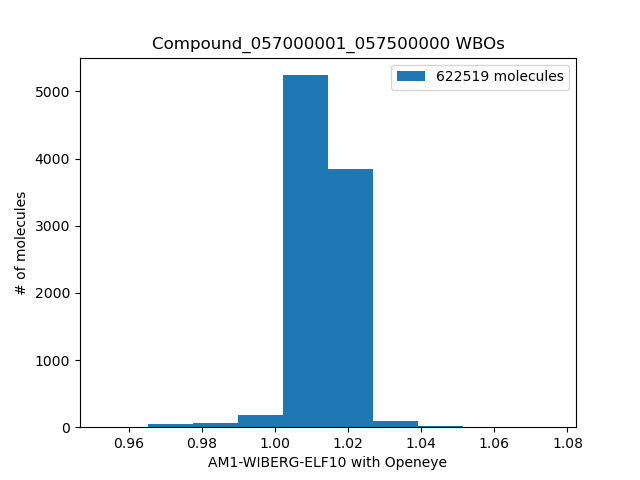 Compound_057000001_057500000 WBOs
622519 molecules
# of molecules
5000
4000
3000
2000
1000
0
0.96 0.98 1.00 1.02 1.04 1.06 1.08
AM1-WIBERG-ELF10 with Openeye